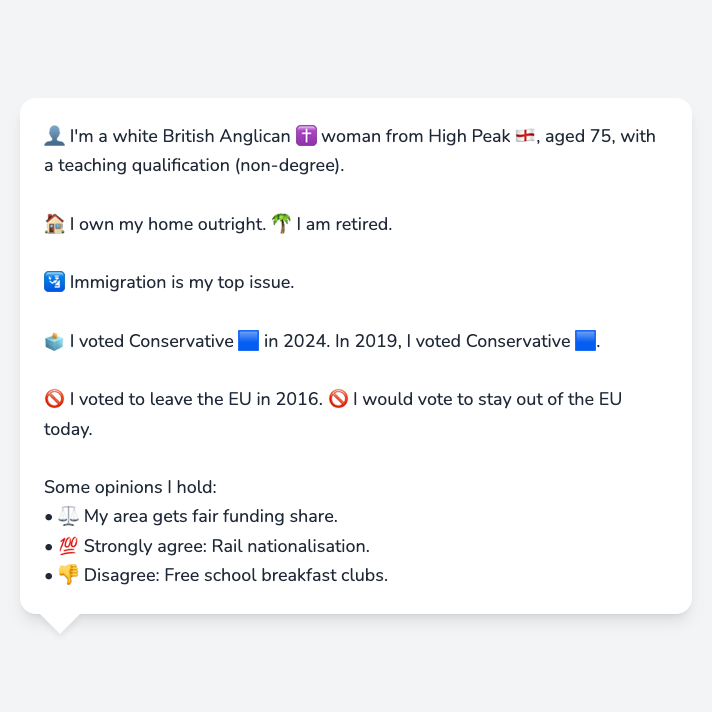 👤 I'm a white British Anglican ✝️ woman from High Peak 🏴󠁧󠁢󠁥󠁮󠁧󠁿, aged 75, with
a teaching qualification (non-degree).
🏠 I own my home outright. 🌴 I am retired.
🛂 Immigration is my top issue.
🗳️ I voted Conservative 🟦 in 2024. In 2019, I voted Conservative 🟦.
🚫 I voted to leave the EU in 2016. 🚫 I would vote to stay out of the EU
today.
Some opinions I hold:
• ⚖️ My area gets fair funding share.
• 💯 Strongly agree: Rail nationalisation.
• 👎 Disagree: Free school breakfast clubs.